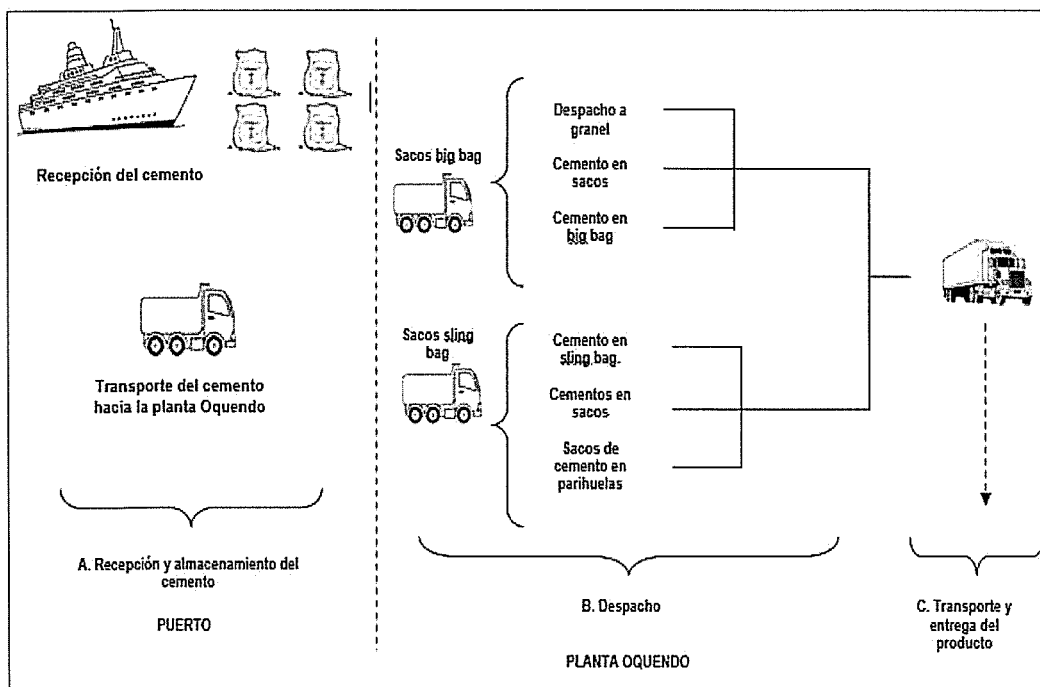 Recepción del cemento
Transporte del cemento
hacia la planta Oquendo
A. Recepción y almacenamiento del
cemento
PUERTO
Sacos big bag
Despacho a
granel
Cemento en
sacos
Cemento en
big bag
Sacos sling
bag
Cemento en
sling bag.
Cementos en
sacos
Sacos de
cemento en
parihuelas
B. Despacho
PLANTA OQUENDO
C. Transporte y
entrega del
producto